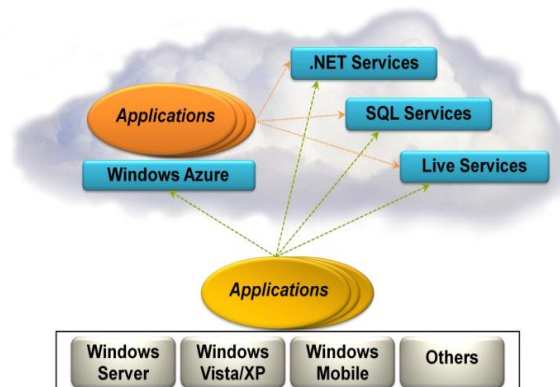 .NET Services
Applications
SQL Services
Windows Azure
Live Services
Applications
Windows
Server
Windows
Vista/XP
Windows
Mobile
Others